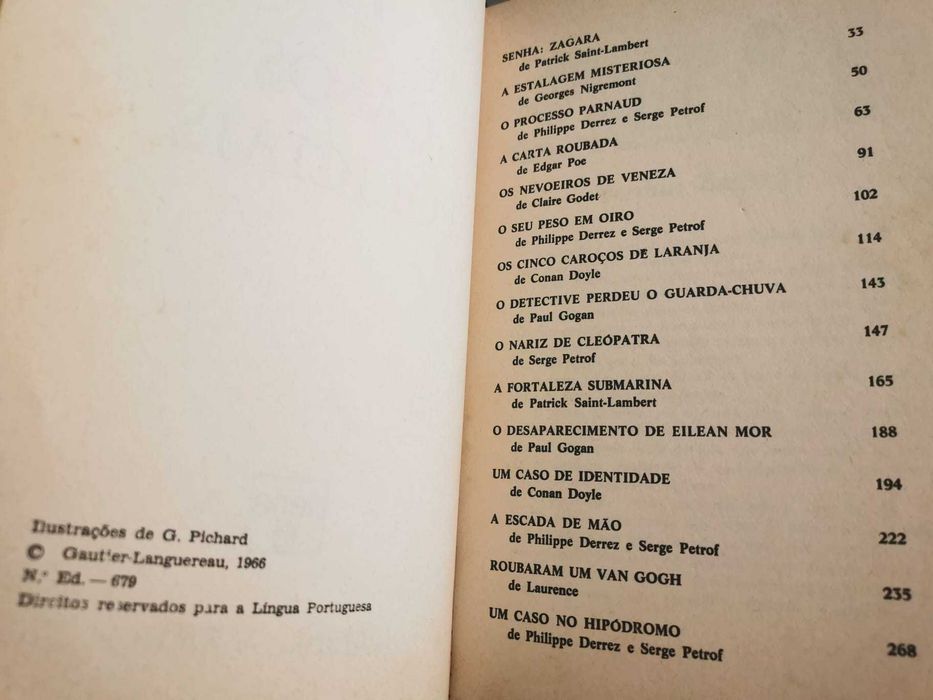 Ilustrações de G. Pichard
© Gautier-Languereau, 1966
N.º Ed. — 679
Direitos reservados para a Língua Portuguesa
SENHA: ZAGARA 33
de Patrick Saint-Lambert
A ESTALAGEM MISTERIOSA 50
de Georges Nigremont
O PROCESSO PARNAUD 63
de Philippe Derrez e Serge Petrof
A CARTA ROUBADA 91
de Edgar Poe
OS NEVOEIROS DE VENEZA 102
de Claire Godet
O SEU PESO EM OIRO 114
de Philippe Derrez e Serge Petrof
OS CINCO CAROÇOS DE LARANJA 143
de Conan Doyle
O DETECTIVE PERDEU O GUARDA-CHUVA 147
de Paul Gogan
O NARIZ DE CLEÓPATRA 165
de Serge Petrof
A FORTALEZA SUBMARINA 188
de Patrick Saint-Lambert
O DESAPARECIMENTO DE EILEAN MOR 194
de Paul Gogan
UM CASO DE IDENTIDADE 222
de Conan Doyle
A ESCADA DE MÃO 235
de Philippe Derrez e Serge Petrof
ROUBARAM UM VAN GOGH 268
de Laurence
UM CASO NO HIPÓDROMO
de Philippe Derrez e Serge Petrof